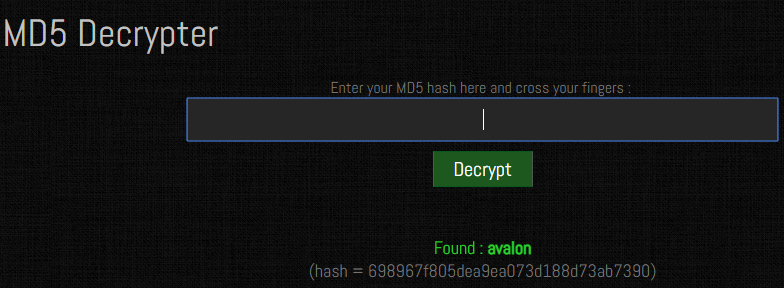 MD5 Decrypter
Enter your MD5 hash here and cross your fingers :
Decrypt
Found : avalon
(hash = 698967f805dea9ea073d188d73ab7390)